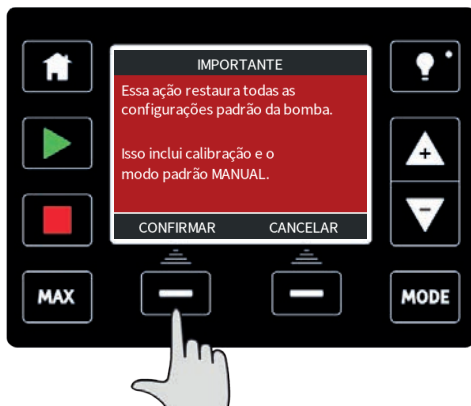 IMPORTANTE
Essa ação restaura todas as
configurações padrão da bomba.
Isso inclui calibração e o
modo padrão MANUAL.
CONFIRMAR CANCELAR
MAX
MODE